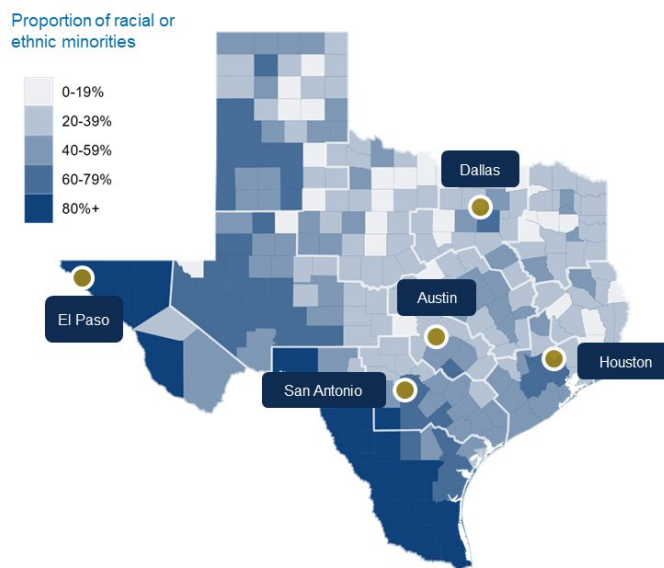 Proportion of racial or
ethnic minorities
0-19%
20-39%
40-59%
60-79%
80%+
Dallas
Austin
El Paso
Houston
San Antonio